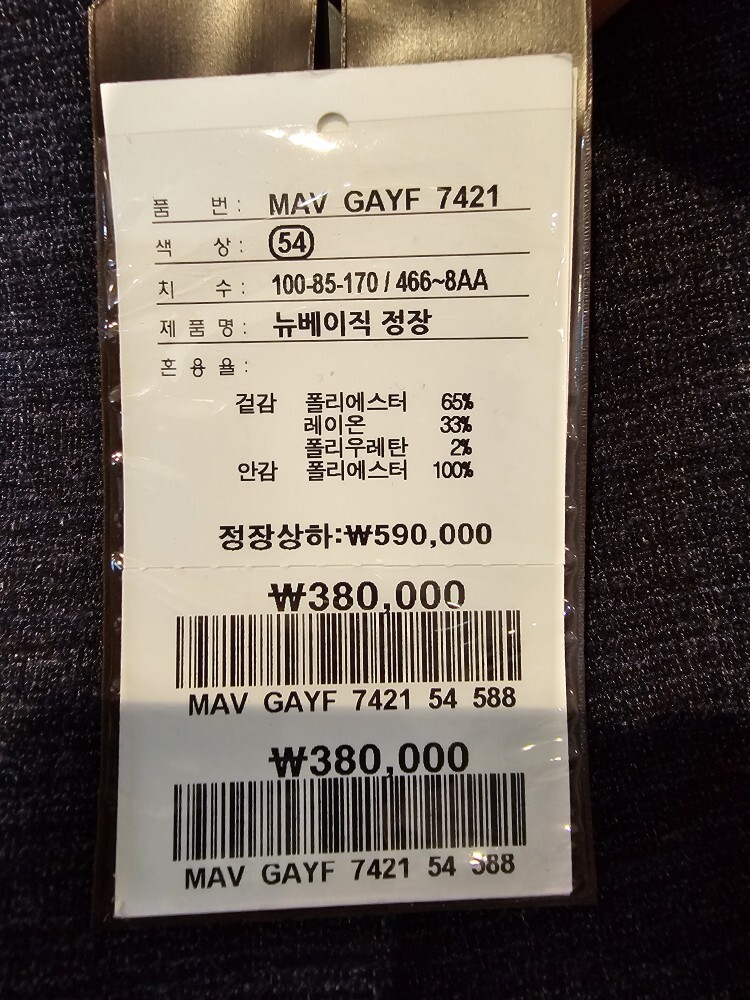 품 번 : MAV GAYF 7421
색 상 : 54
치 수 : 100-85-170 / 466~8AA
제 품 명 : 뉴베이직 정장
혼 용 율 :
겉감 폴리에스터 65%
레이온 33%
폴리우레탄 2%
안감 폴리에스터 100%
정장상하:₩590,000
₩380,000
MAV GAYF 7421 54 588
₩380,000
MAV GAYF 7421 54 588